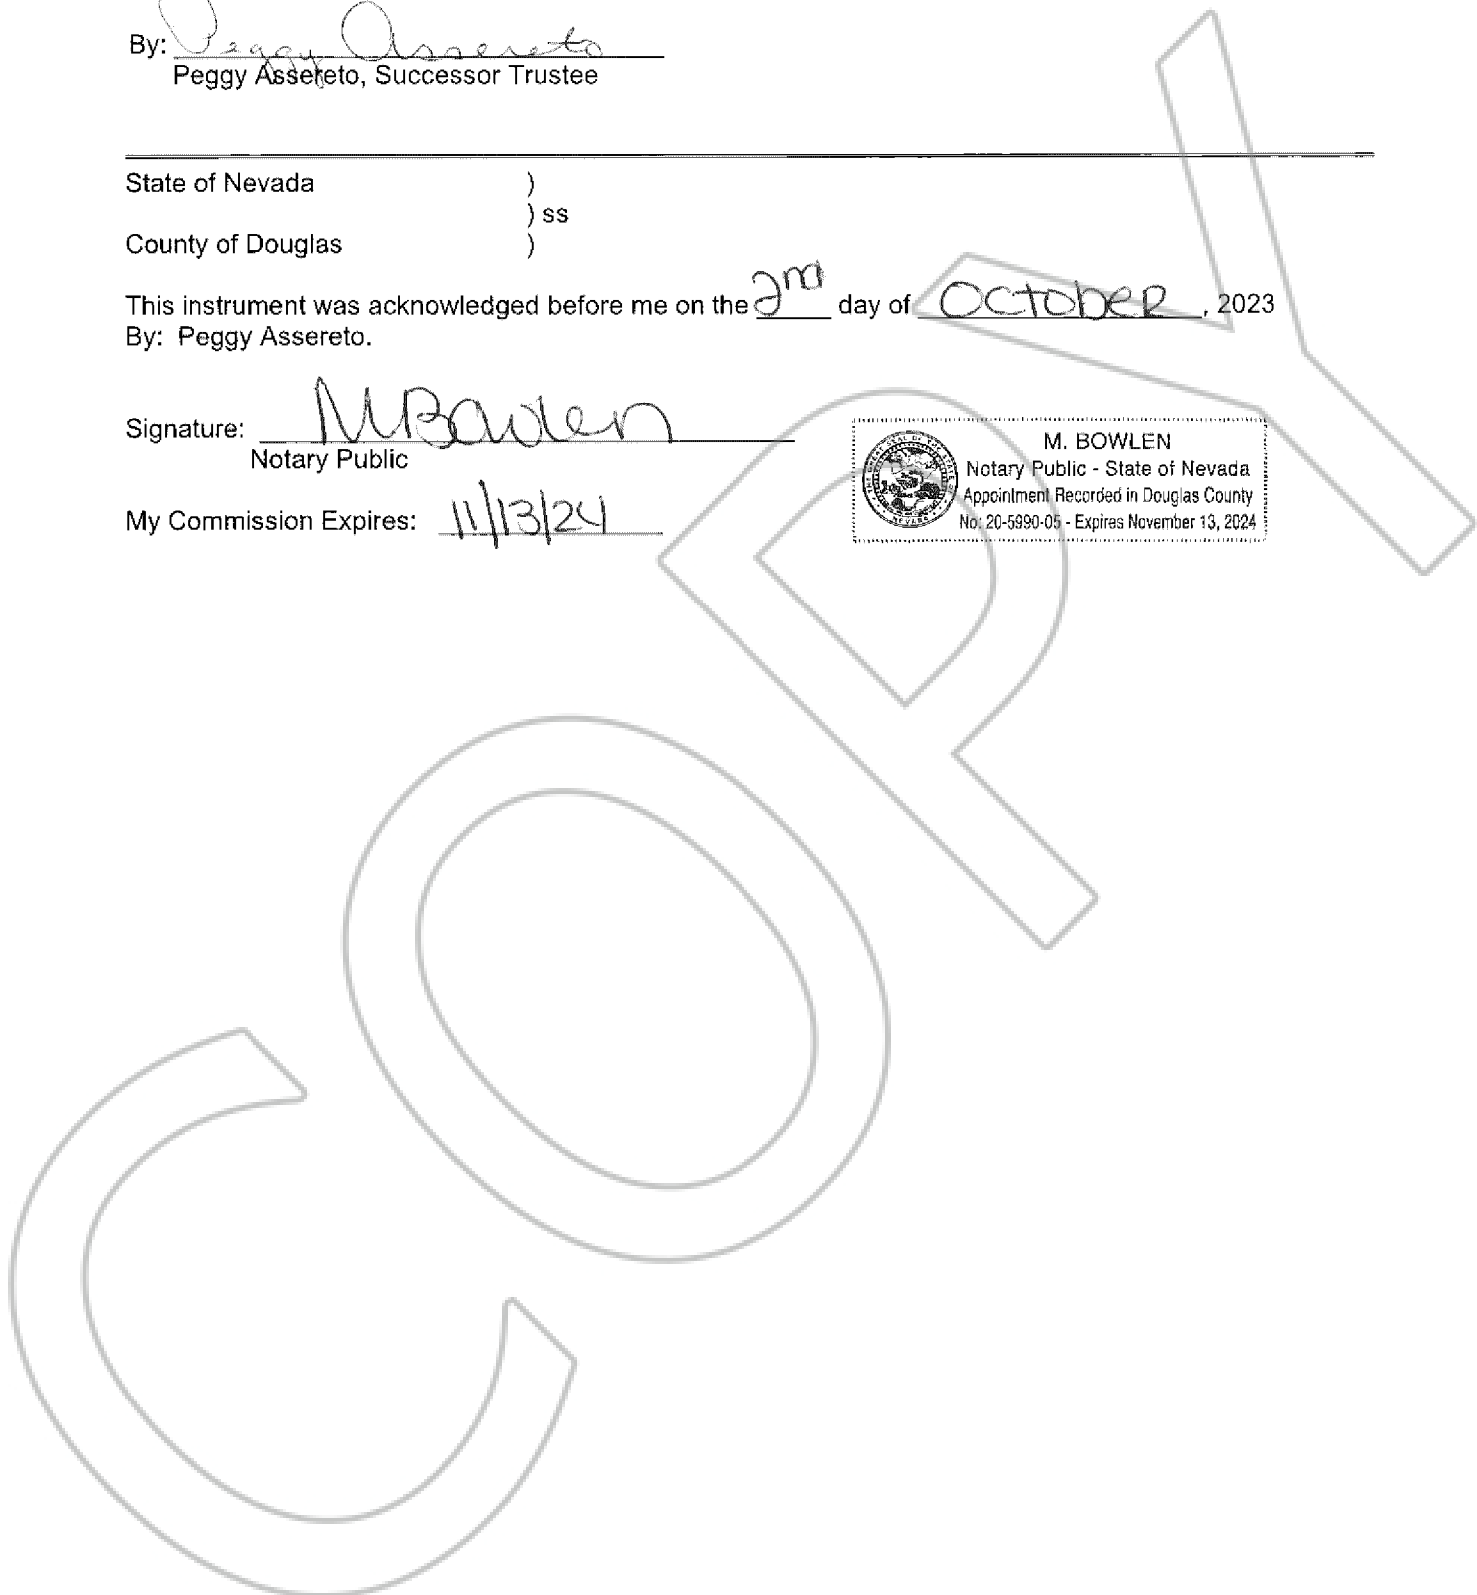 By: Peggy Assereto
Peggy Assereto, Successor Trustee
State of Nevada )
) ss
County of Douglas )
This instrument was acknowledged before me on the 2nd day of OCTOBER, 2023
By: Peggy Assereto.
Signature: MBowlen
Notary Public
M. BOWLEN
Notary Public - State of Nevada
Appointment Recorded in Douglas County
No: 20-5990-05 - Expires November 13, 2024
My Commission Expires: 11/13/24
COPY